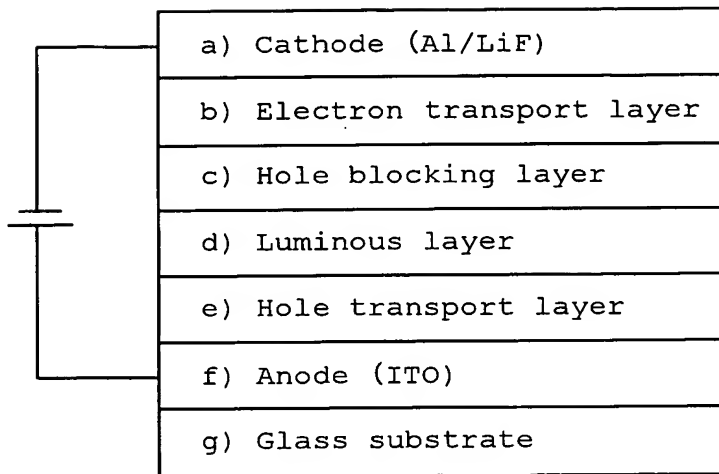 a) Cathode (Al/LiF)
b) Electron transport layer
c) Hole blocking layer
d) Luminous layer
e) Hole transport layer
f) Anode (ITO)
g) Glass substrate